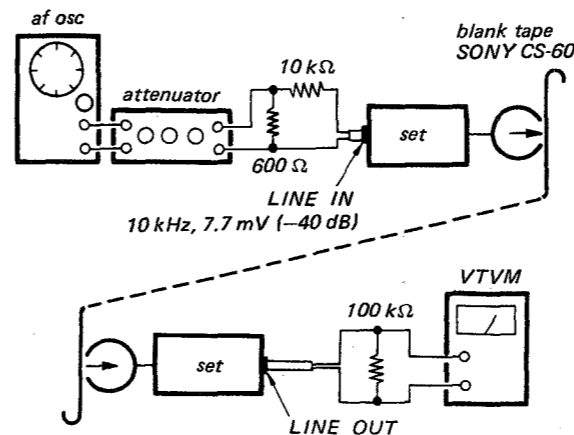 af osc
attenuator
10 kΩ
600 Ω
set
blank tape
SONY CS-60
LINE IN
10 kHz, 7.7 mV (−40 dB)
set
LINE OUT
100 kΩ
VTVM